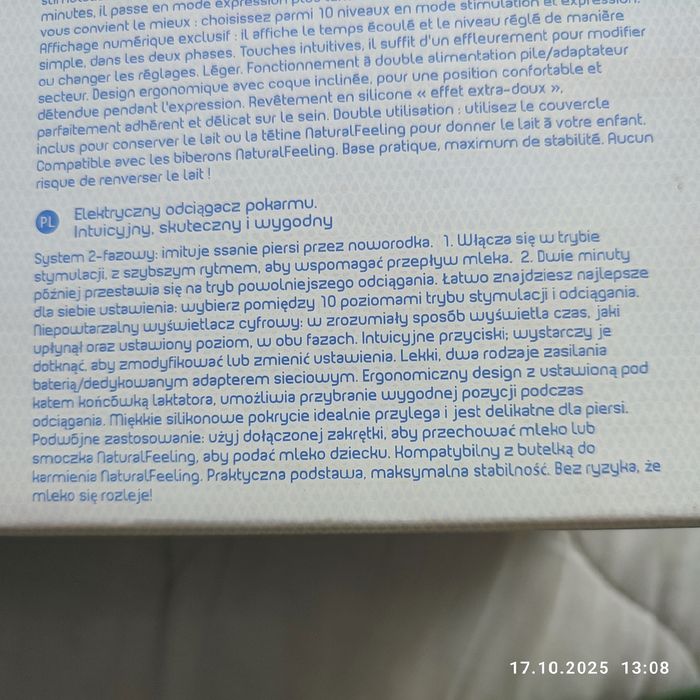 minutes, il passe en mode expression
vous convient le mieux : choisissez parmi 10 niveaux en mode stimulation et expression.
Affichage numérique exclusif : il affiche le temps écoulé et le niveau réglé de manière
simple, dans les deux phases. Touches intuitives, il suffit d'un effleurement pour modifier
ou changer les réglages. Léger. Fonctionnement à double alimentation pile/adaptateur
secteur. Design ergonomique avec coque inclinée, pour une position confortable et
détendue pendant l'expression. Revêtement en silicone « effet extra-doux »,
parfaitement adhérent et délicat sur le sein. Double utilisation : utilisez le couvercle
inclus pour conserver le lait ou la tétine NaturalFeeling pour donner le lait à votre enfant.
Compatible avec les biberons NaturalFeeling. Base pratique, maximum de stabilité. Aucun
risque de renverser le lait !
PL Elektryczny odciągacz pokarmu.
Intuicyjny, skuteczny i wygodny
System 2-fazowy: imituje ssanie piersi przez noworodka. 1. Włącza się w trybie
stymulacji, z szybszym rytmem, aby wspomagać przepływ mleka. 2. Dwie minuty
później przestawia się na tryb powolniejszego odciągania. Łatwo znajdziesz najlepsze
dla siebie ustawienia: wybierz pomiędzy 10 poziomami trybu stymulacji i odciągania.
Niepowtarzalny wyświetlacz cyfrowy: w zrozumiały sposób wyświetla czas, jaki
upłynął oraz ustawiony poziom, w obu fazach. Intuicyjne przyciski; wystarczy je
dotknąć, aby zmodyfikować lub zmienić ustawienia. Lekki, dwa rodzaje zasilania
baterią/dedykowanym adapterem sieciowym. Ergonomiczny design z ustawioną pod
kątem końcówką laktatora, umożliwia przybranie wygodnej pozycji podczas
odciągania. Miękkie silikonowe pokrycie idealnie przylega i jest delikatne dla piersi.
Podwójne zastosowanie: użyj dołączonej zakrętki, aby przechować mleko lub
smoczka NaturalFeeling, aby podać mleko dziecku. Kompatybilny z butelką do
karmienia NaturalFeeling. Praktyczna podstawa, maksymalna stabilność. Bez ryzyka, że
mleko się rozleje!
17.10.2025 13:08